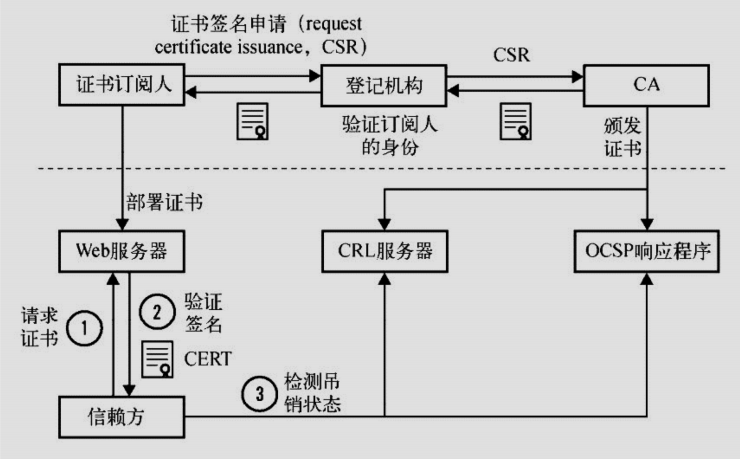 证书签名申请（request
certificate issuance，CSR）
CSR
证书订阅人
登记机构
CA
验证订阅人
的身份
颁发
证书
部署证书
Web服务器
CRL服务器
OCSP响应程序
请求
证书
1
2
验证
签名
CERT
3
检测吊
销状态
信赖方